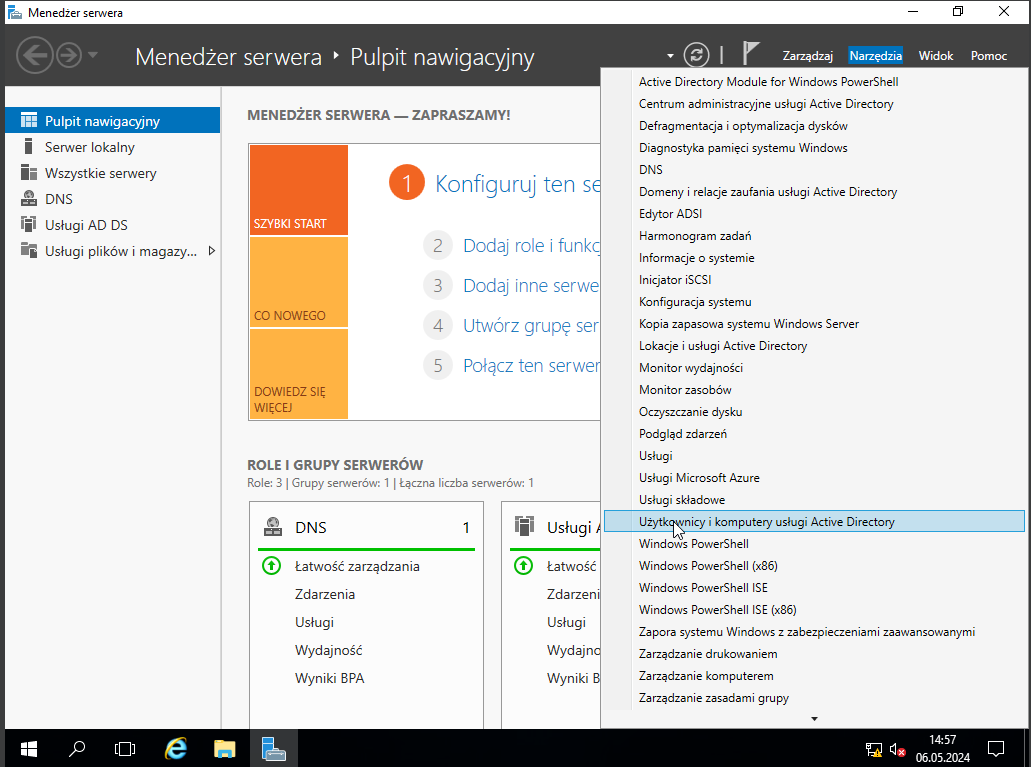 Menedżer serwera
Menedżer serwera
Pulpit nawigacyjny
Zarządzaj
Narzędzia
Widok
Pomoc
Pulpit nawigacyjny
Serwer lokalny
Wszystkie serwery
DNS
Usługi AD DS
Usługi plików i magazy...
MENEDŻER SERWERA — ZAPRASZAMY!
SZYBKI START
CO NOWEGO
DOWIEDZ SIĘ
WIĘCEJ
1 Konfiguruj ten se
2 Dodaj role i funkc
3 Dodaj inne serwe
4 Utwórz grupę ser
5 Połącz ten serwer
ROLE I GRUPY SERWERÓW
Role: 3 | Grupy serwerów: 1 | Łączna liczba serwerów: 1
DNS 1
Łatwość zarządzania
Zdarzenia
Usługi
Wydajność
Wyniki BPA
Usługi A
Łatwość
Zdarzeni
Usługi
Wydajno
Wyniki B
Active Directory Module for Windows PowerShell
Centrum administracyjne usługi Active Directory
Defragmentacja i optymalizacja dysków
Diagnostyka pamięci systemu Windows
DNS
Domeny i relacje zaufania usługi Active Directory
Edytor ADSI
Harmonogram zadań
Informacje o systemie
Inicjator iSCSI
Konfiguracja systemu
Kopia zapasowa systemu Windows Server
Lokacje i usługi Active Directory
Monitor wydajności
Monitor zasobów
Oczyszczanie dysku
Podgląd zdarzeń
Usługi
Usługi Microsoft Azure
Usługi składowe
Użytkownicy i komputery usługi Active Directory
Windows PowerShell
Windows PowerShell (x86)
Windows PowerShell ISE
Windows PowerShell ISE (x86)
Zapora systemu Windows z zabezpieczeniami zaawansowanymi
Zarządzanie drukowaniem
Zarządzanie komputerem
Zarządzanie zasadami grupy
14:57
06.05.2024